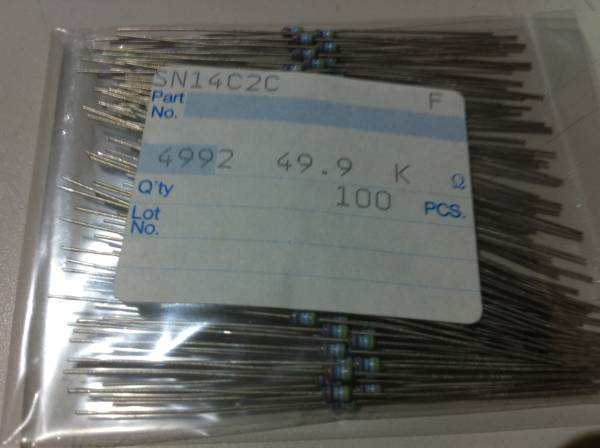 SN14C2C F
Part
No.
4992 49.9 K Ω
Q'ty 100 PCS.
Lot
No.